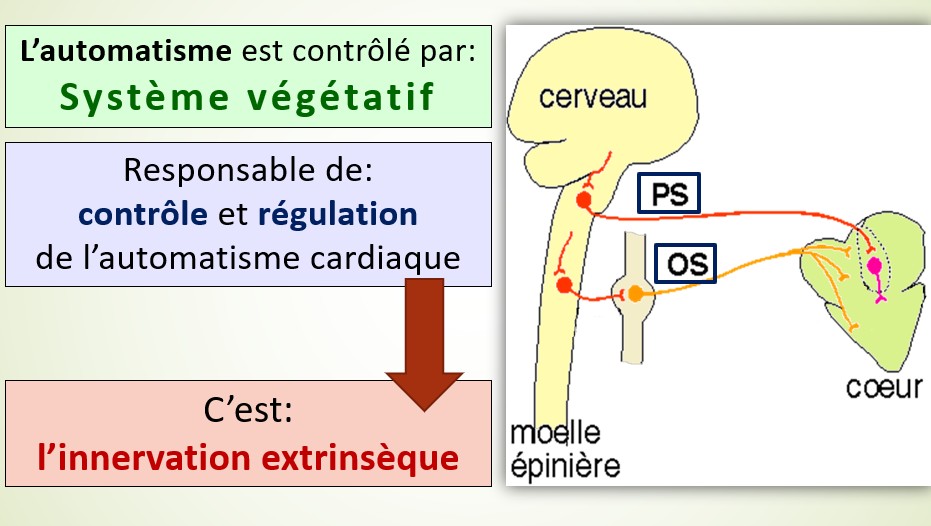 L’automatisme est contrôlé par:
Système végétatif
Responsable de:
contrôle et régulation
de l’automatisme cardiaque
C’est:
l’innervation extrinsèque
cerveau
PS
OS
cœur
moelle
épinière